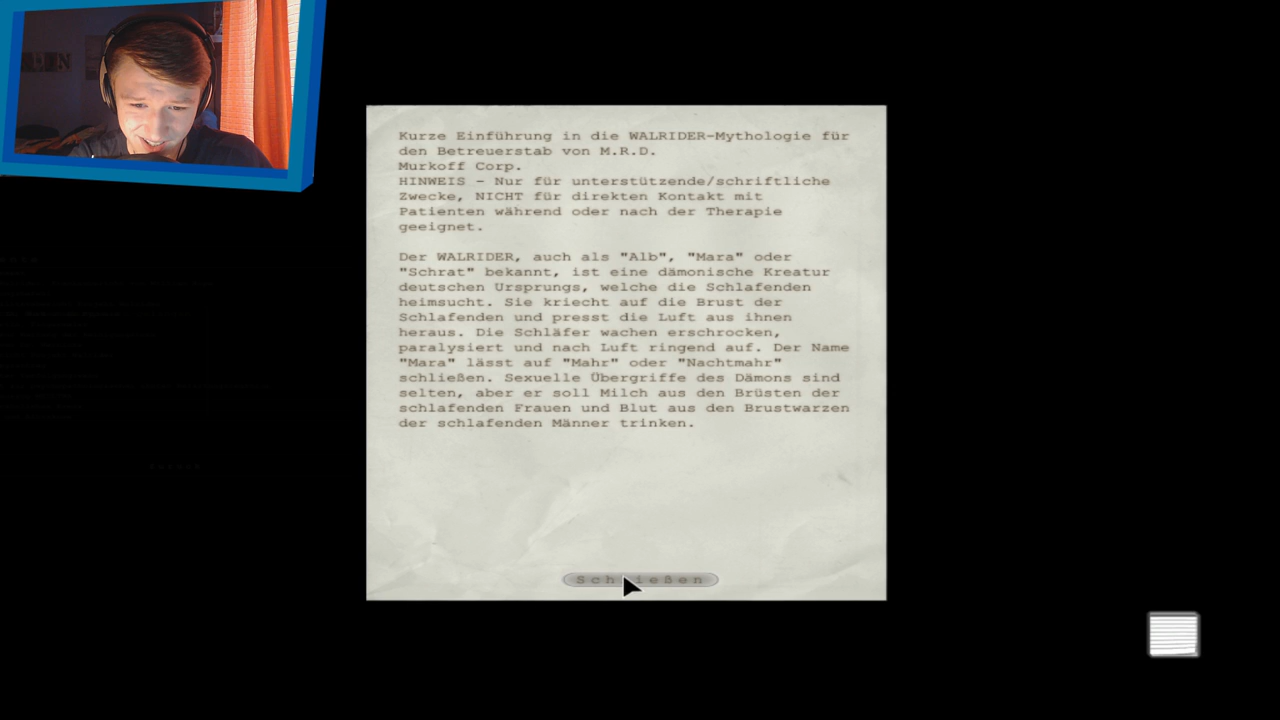 Kurze Einführung in die WALRIDER-Mythologie für
den Betreuerstab von M.R.D.
Murkoff Corp.
HINWEIS - Nur für unterstützende/schriftliche
Zwecke, NICHT für direkten Kontakt mit
Patienten während oder nach der Therapie
geeignet.
Der WALRIDER, auch als "Alb", "Mara" oder
"Schrat" bekannt, ist eine dämonische Kreatur
deutschen Ursprungs, welche die Schlafenden
heimsucht. Sie kriecht auf die Brust der
Schlafenden und presst die Luft aus ihnen
heraus. Die Schläfer wachen erschrocken,
paralysiert und nach Luft ringend auf. Der Name
"Mara" lässt auf "Mahr" oder "Nachtmahr"
schließen. Sexuelle Übergriffe des Dämons sind
selten, aber er soll Milch aus den Brüsten der
schlafenden Frauen und Blut aus den Brustwarzen
der schlafenden Männer trinken.
Schließen